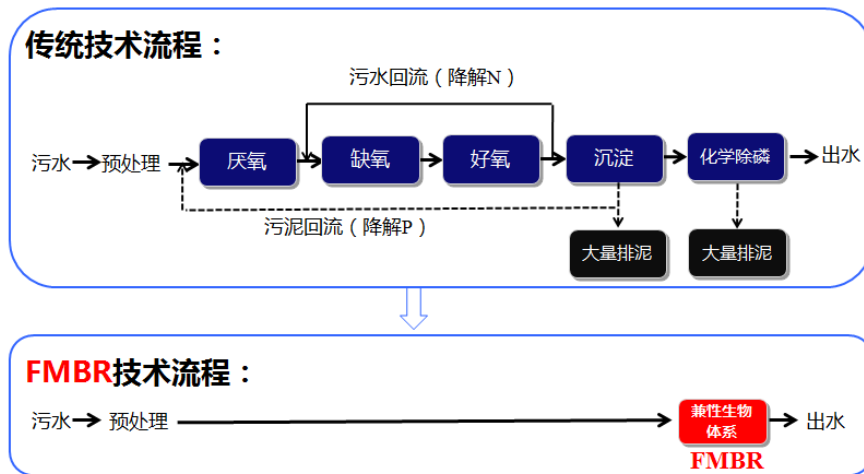 传统技术流程：
污水回流（降解N）
污水 预处理 厌氧 缺氧 好氧 沉淀 化学除磷 出水
污泥回流（降解P）
大量排泥 大量排泥
FMBR技术流程：
污水 预处理 兼性生物 出水
体系
FMBR